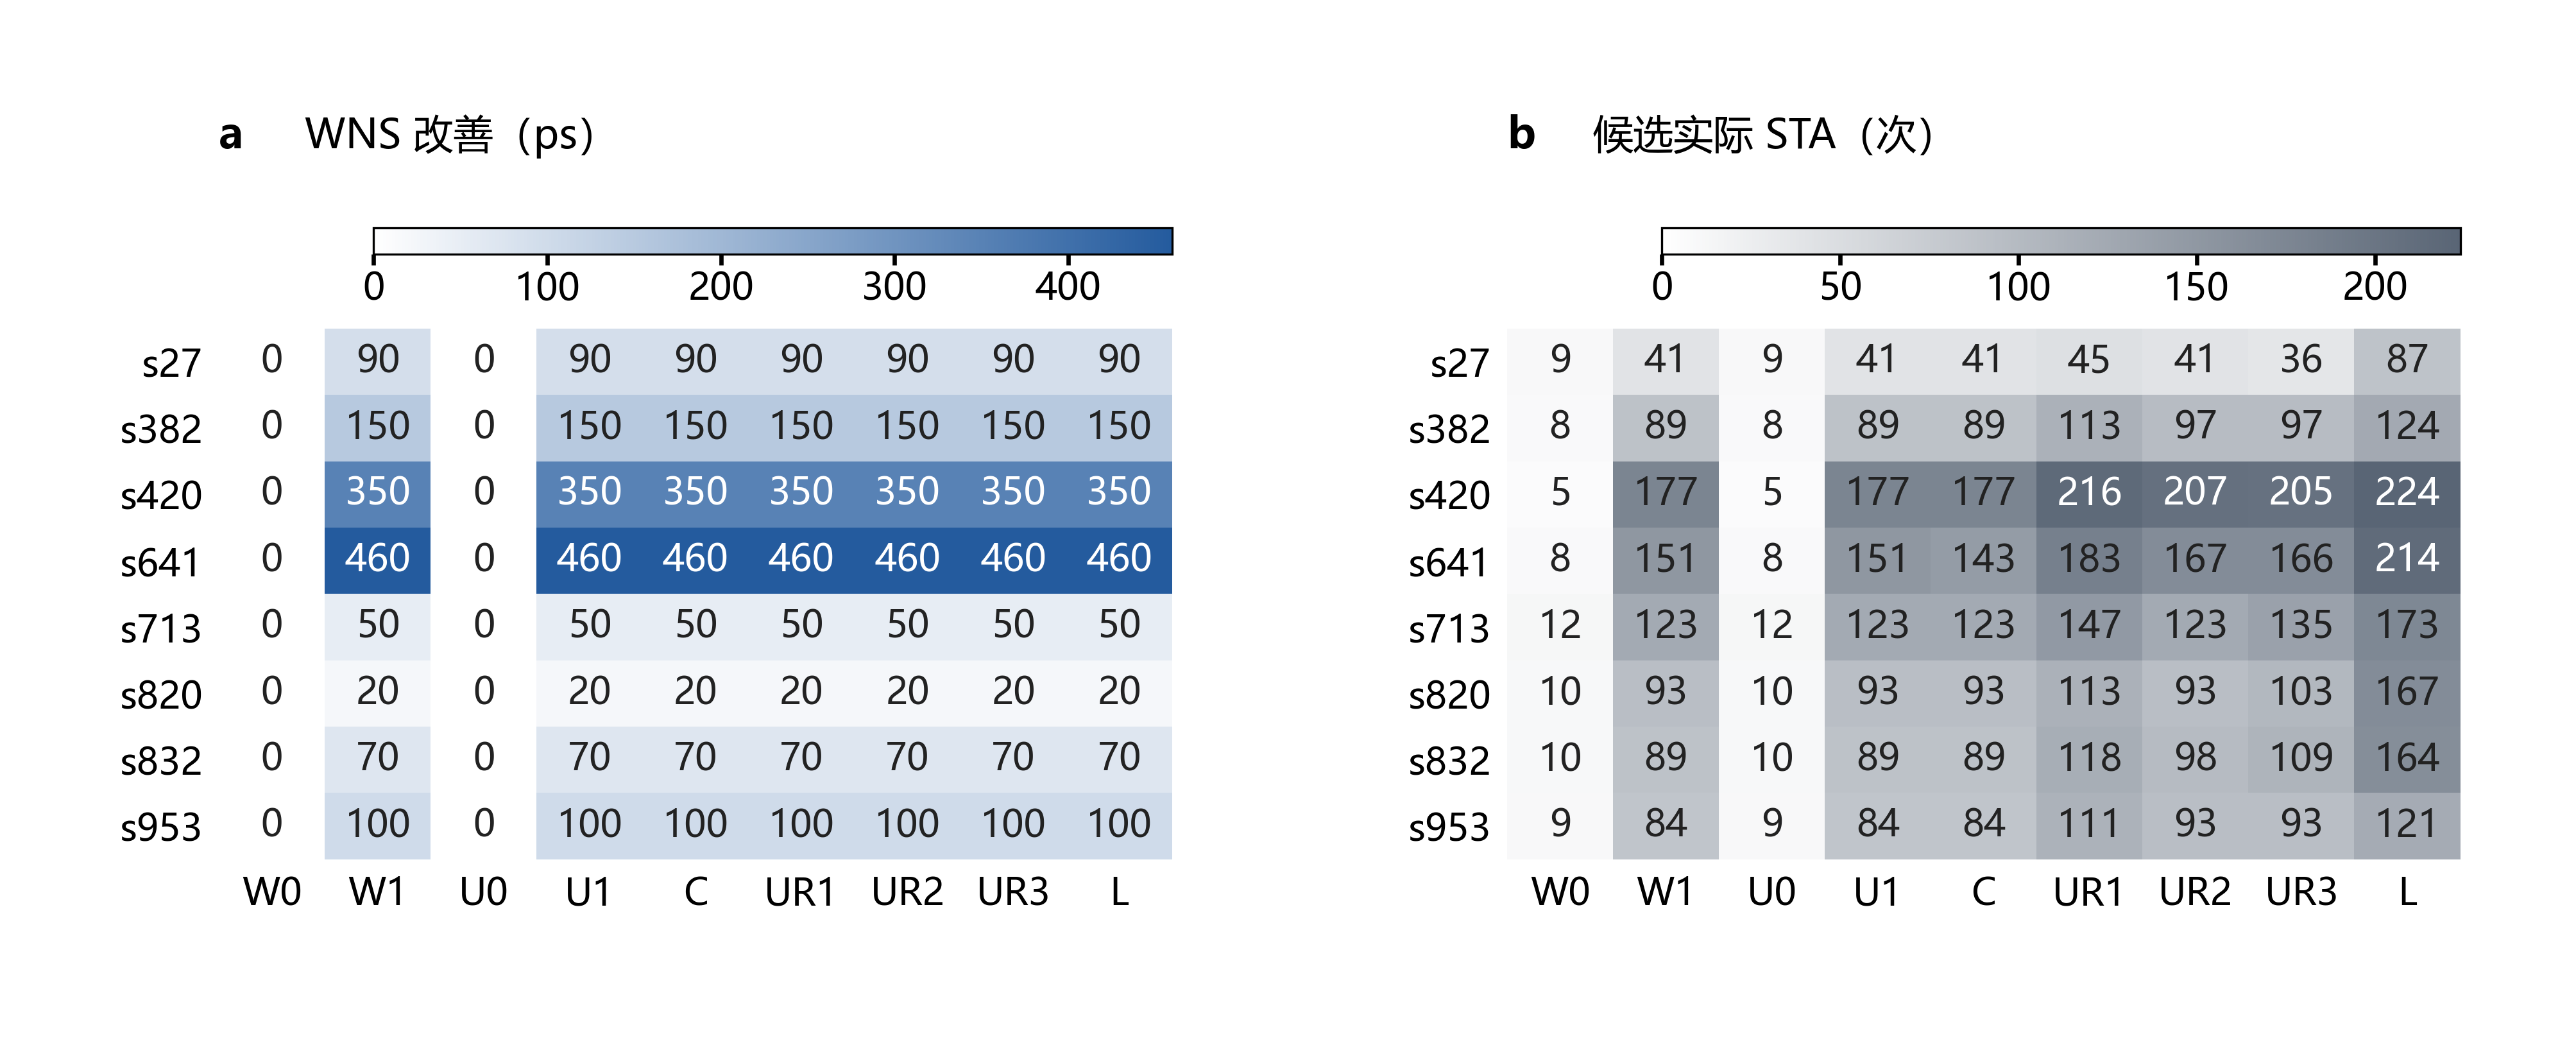 a WNS 改善（ps）
0 100 200 300 400
s27 0 90 0 90 90 90 90 90 90
s382 0 150 0 150 150 150 150 150 150
s420 0 350 0 350 350 350 350 350 350
s641 0 460 0 460 460 460 460 460 460
s713 0 50 0 50 50 50 50 50 50
s820 0 20 0 20 20 20 20 20 20
s832 0 70 0 70 70 70 70 70 70
s953 0 100 0 100 100 100 100 100 100
W0 W1 U0 U1 C UR1 UR2 UR3 L
b 候选实际 STA（次）
0 50 100 150 200
s27 9 41 9 41 41 45 41 36 87
s382 8 89 8 89 89 113 97 97 124
s420 5 177 5 177 177 216 207 205 224
s641 8 151 8 151 143 183 167 166 214
s713 12 123 12 123 123 147 123 135 173
s820 10 93 10 93 93 113 93 103 167
s832 10 89 10 89 89 118 98 109 164
s953 9 84 9 84 84 111 93 93 121
W0 W1 U0 U1 C UR1 UR2 UR3 L